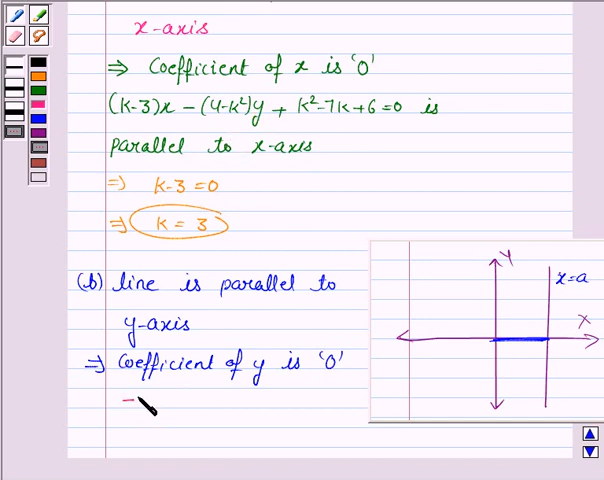 x-axis
⇒ Coefficient of x is '0'
(k-3)x - (4-k²)y + k²-7k+6=0 is
parallel to x-axis
⇒ k-3=0
⇒ k = 3
(b) line is parallel to
y-axis
⇒ Coefficient of y is '0'
Y
x=a
X